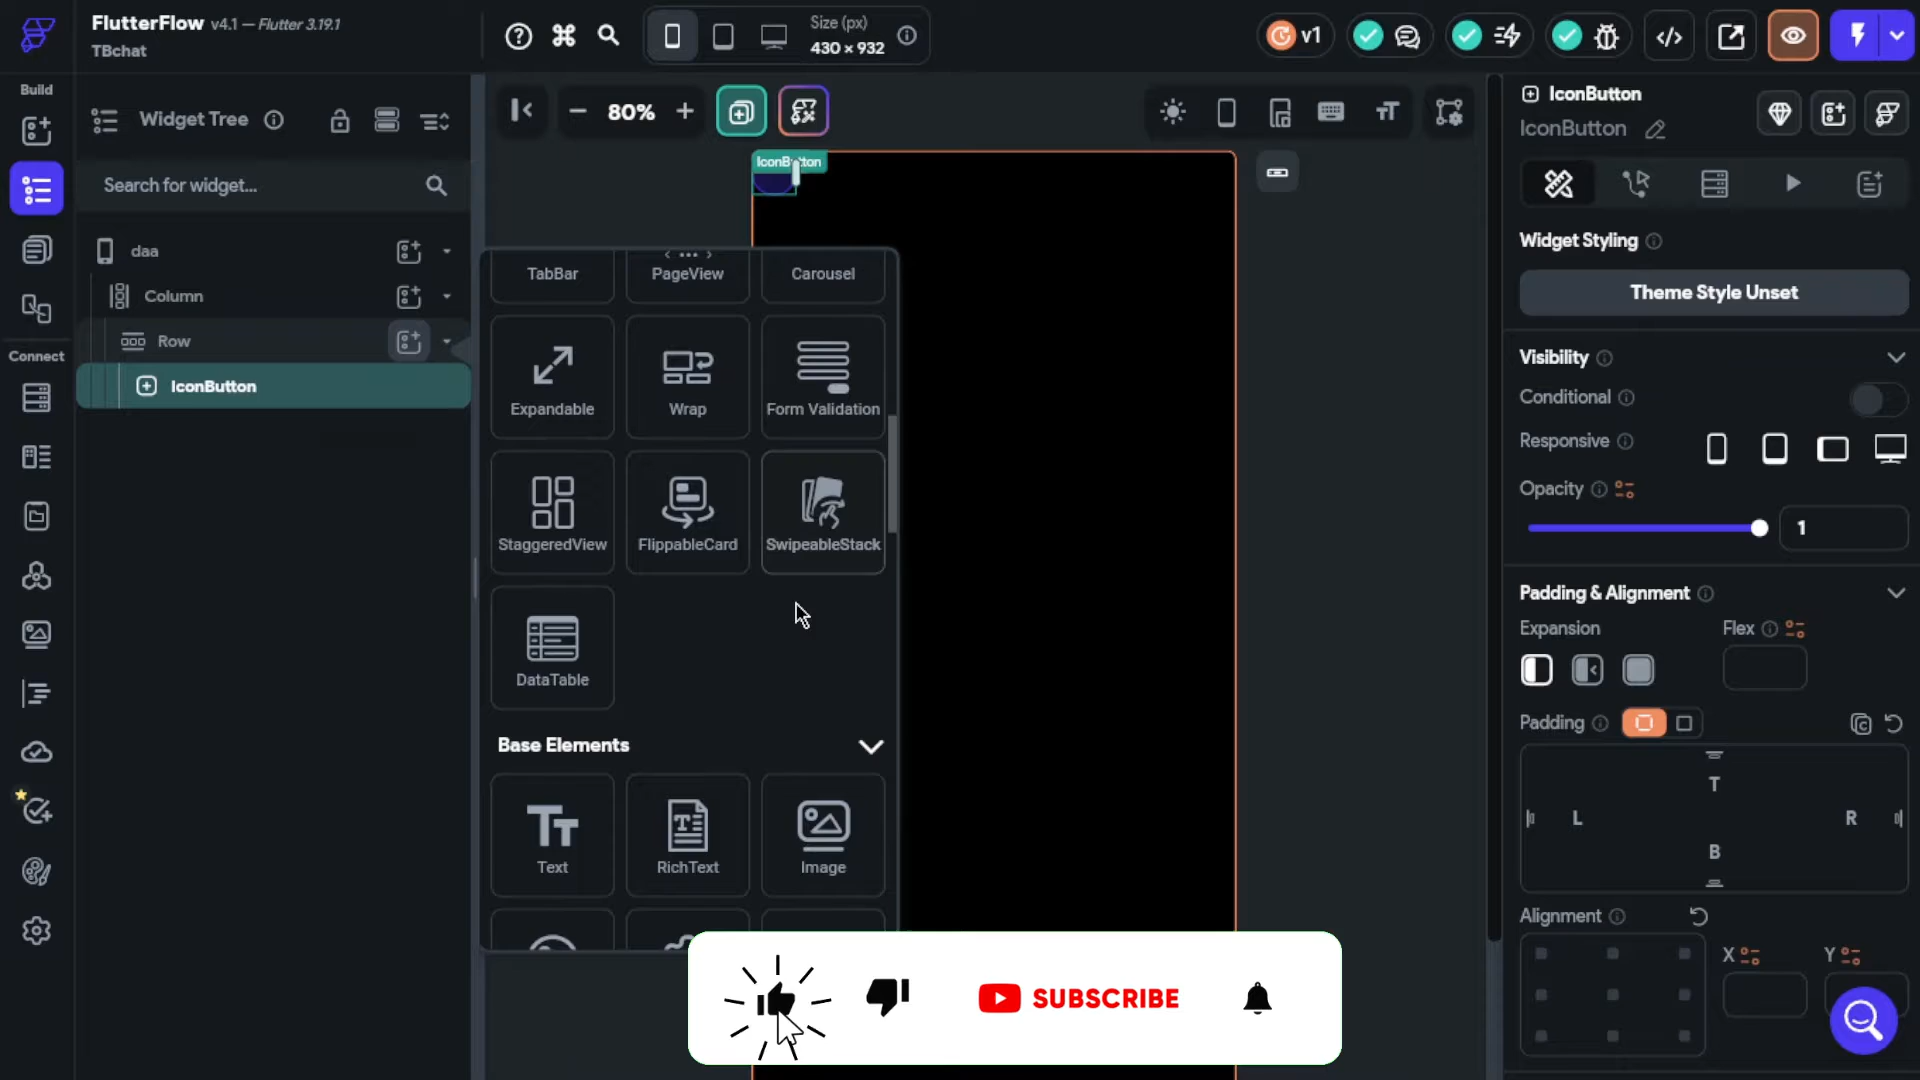 FlutterFlow v4.1 — Flutter 3.19.1
TBchat
Size (px)
430 × 932
v1
Build
Connect
Widget Tree
Search for widget...
daa
Column
Row
IconButton
80%
IconButton
TabBar
PageView
Carousel
Expandable
Wrap
Form Validation
StaggeredView
FlippableCard
SwipeableStack
DataTable
Base Elements
Text
RichText
Image
SUBSCRIBE
IconButton
IconButton
Widget Styling
Theme Style Unset
Visibility
Conditional
Responsive
Opacity
1
Padding & Alignment
Expansion
Flex
Padding
T
L
R
B
Alignment
X
Y